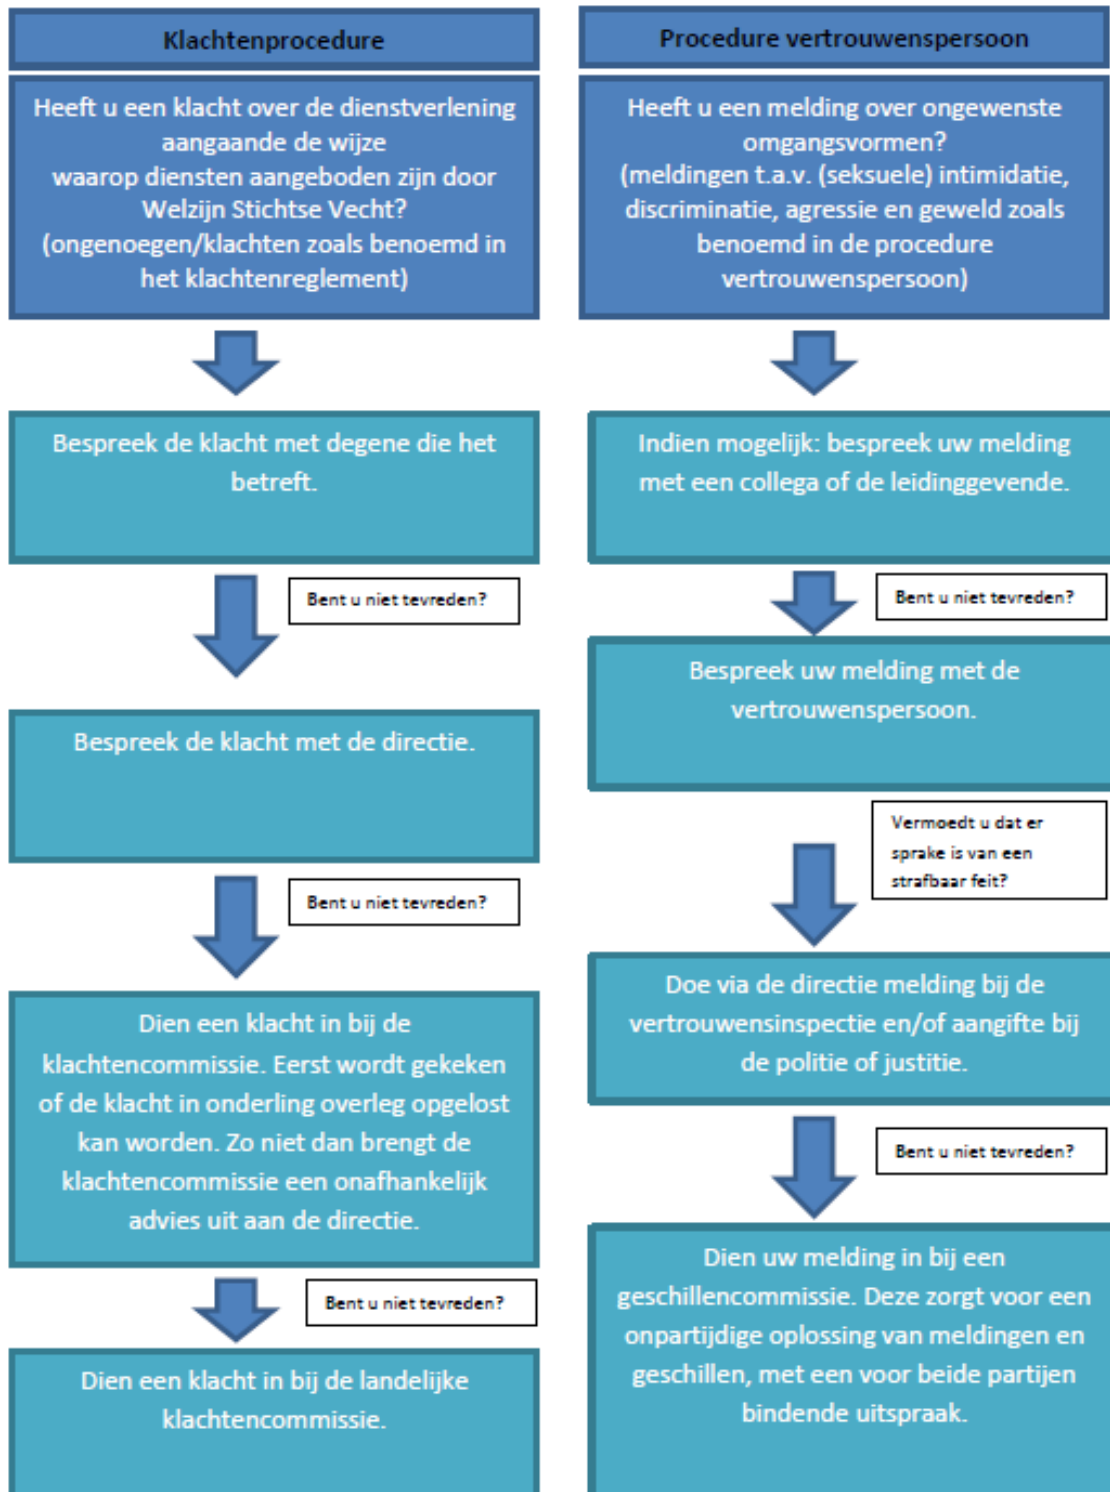 Klachtenprocedure
Heeft u een klacht over de dienstverlening
aangaande de wijze
waarop diensten aangeboden zijn door
Welzijn Stichtse Vecht?
(ongenoegen/klachten zoals benoemd in
het klachtenreglement)
Bespreek de klacht met degene die het
betreft.
Bent u niet tevreden?
Bespreek de klacht met de directie.
Bent u niet tevreden?
Dien een klacht in bij de
klachtencommissie. Eerst wordt gekeken
of de klacht in onderling overleg opgelost
kan worden. Zo niet dan brengt de
klachtencommissie een onafhankelijk
advies uit aan de directie.
Bent u niet tevreden?
Dien een klacht in bij de landelijke
klachtencommissie.
Procedure vertrouwenspersoon
Heeft u een melding over ongewenste
omgangsvormen?
(meldingen t.a.v. (seksuele) intimidatie,
discriminatie, agressie en geweld zoals
benoemd in de procedure
vertrouwenspersoon)
Indien mogelijk: bespreek uw melding
met een collega of de leidinggevende.
Bent u niet tevreden?
Bespreek uw melding met de
vertrouwenspersoon.
Vermoedt u dat er
sprake is van een
strafbaar feit?
Doe via de directie melding bij de
vertrouwensinspectie en/of aangifte bij
de politie of justitie.
Bent u niet tevreden?
Dien uw melding in bij een
geschillencommissie. Deze zorgt voor een
onpartijdige oplossing van meldingen en
geschillen, met een voor beide partijen
bindende uitspraak.